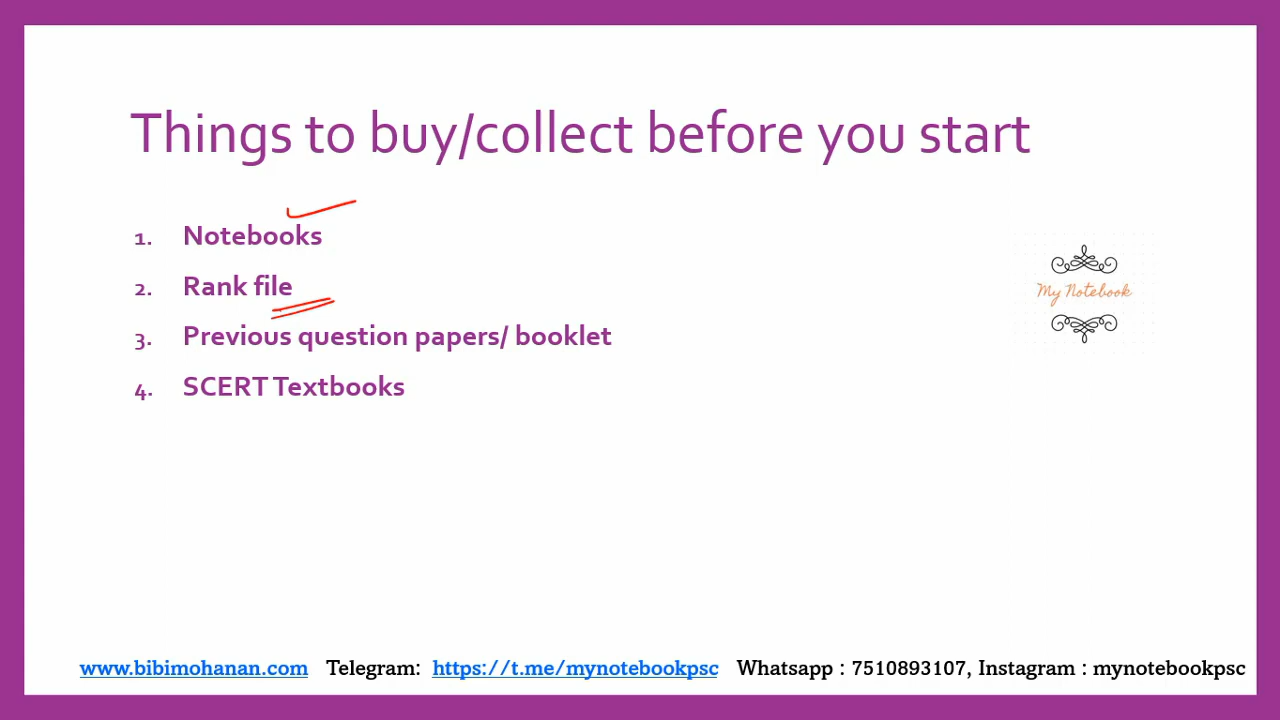 Things to buy/collect before you start
1. Notebooks
2. Rank file
3. Previous question papers/ booklet
4. SCERT Textbooks
My Notebook
www.bibimohanan.com Telegram: https://t.me/mynotebookpsc Whatsapp : 7510893107, Instagram : mynotebookpsc